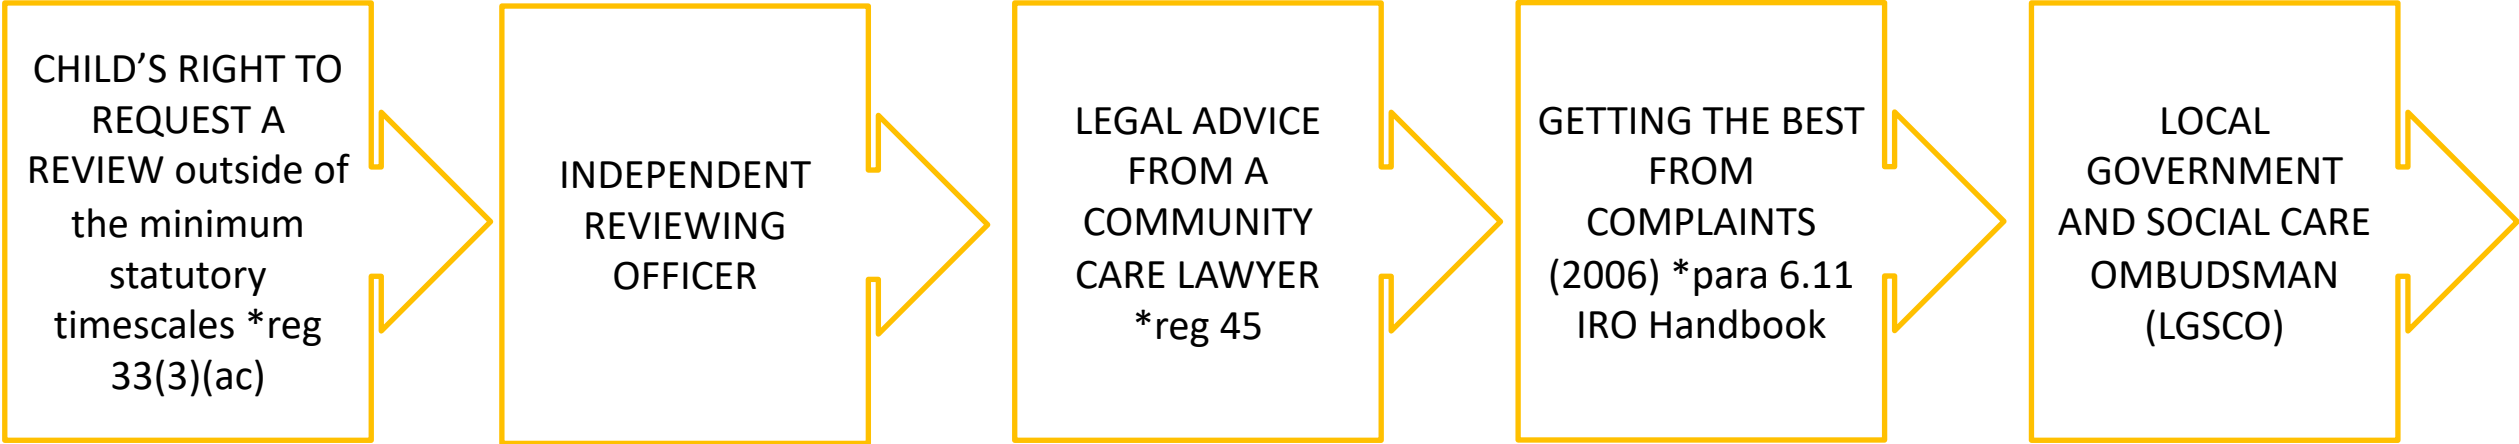 CHILD’S RIGHT TO
REQUEST A
REVIEW outside of
the minimum
statutory
timescales *reg
33(3)(ac)
INDEPENDENT
REVIEWING
OFFICER
LEGAL ADVICE
FROM A
COMMUNITY
CARE LAWYER
*reg 45
GETTING THE BEST
FROM
COMPLAINTS
(2006) *para 6.11
IRO Handbook
LOCAL
GOVERNMENT
AND SOCIAL CARE
OMBUDSMAN
(LGSCO)